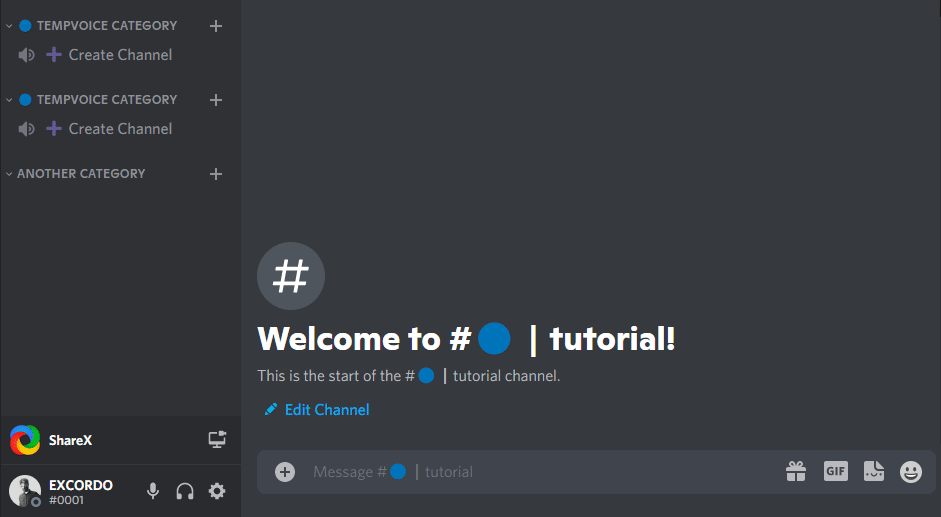 TEMPVOICE CATEGORY
Create Channel
TEMPVOICE CATEGORY
Create Channel
ANOTHER CATEGORY
#
Welcome to #🔵 | tutorial!
This is the start of the #🔵 | tutorial channel.
Edit Channel
Message #🔵 | tutorial
GIF
ShareX
EXCORDO
#0001